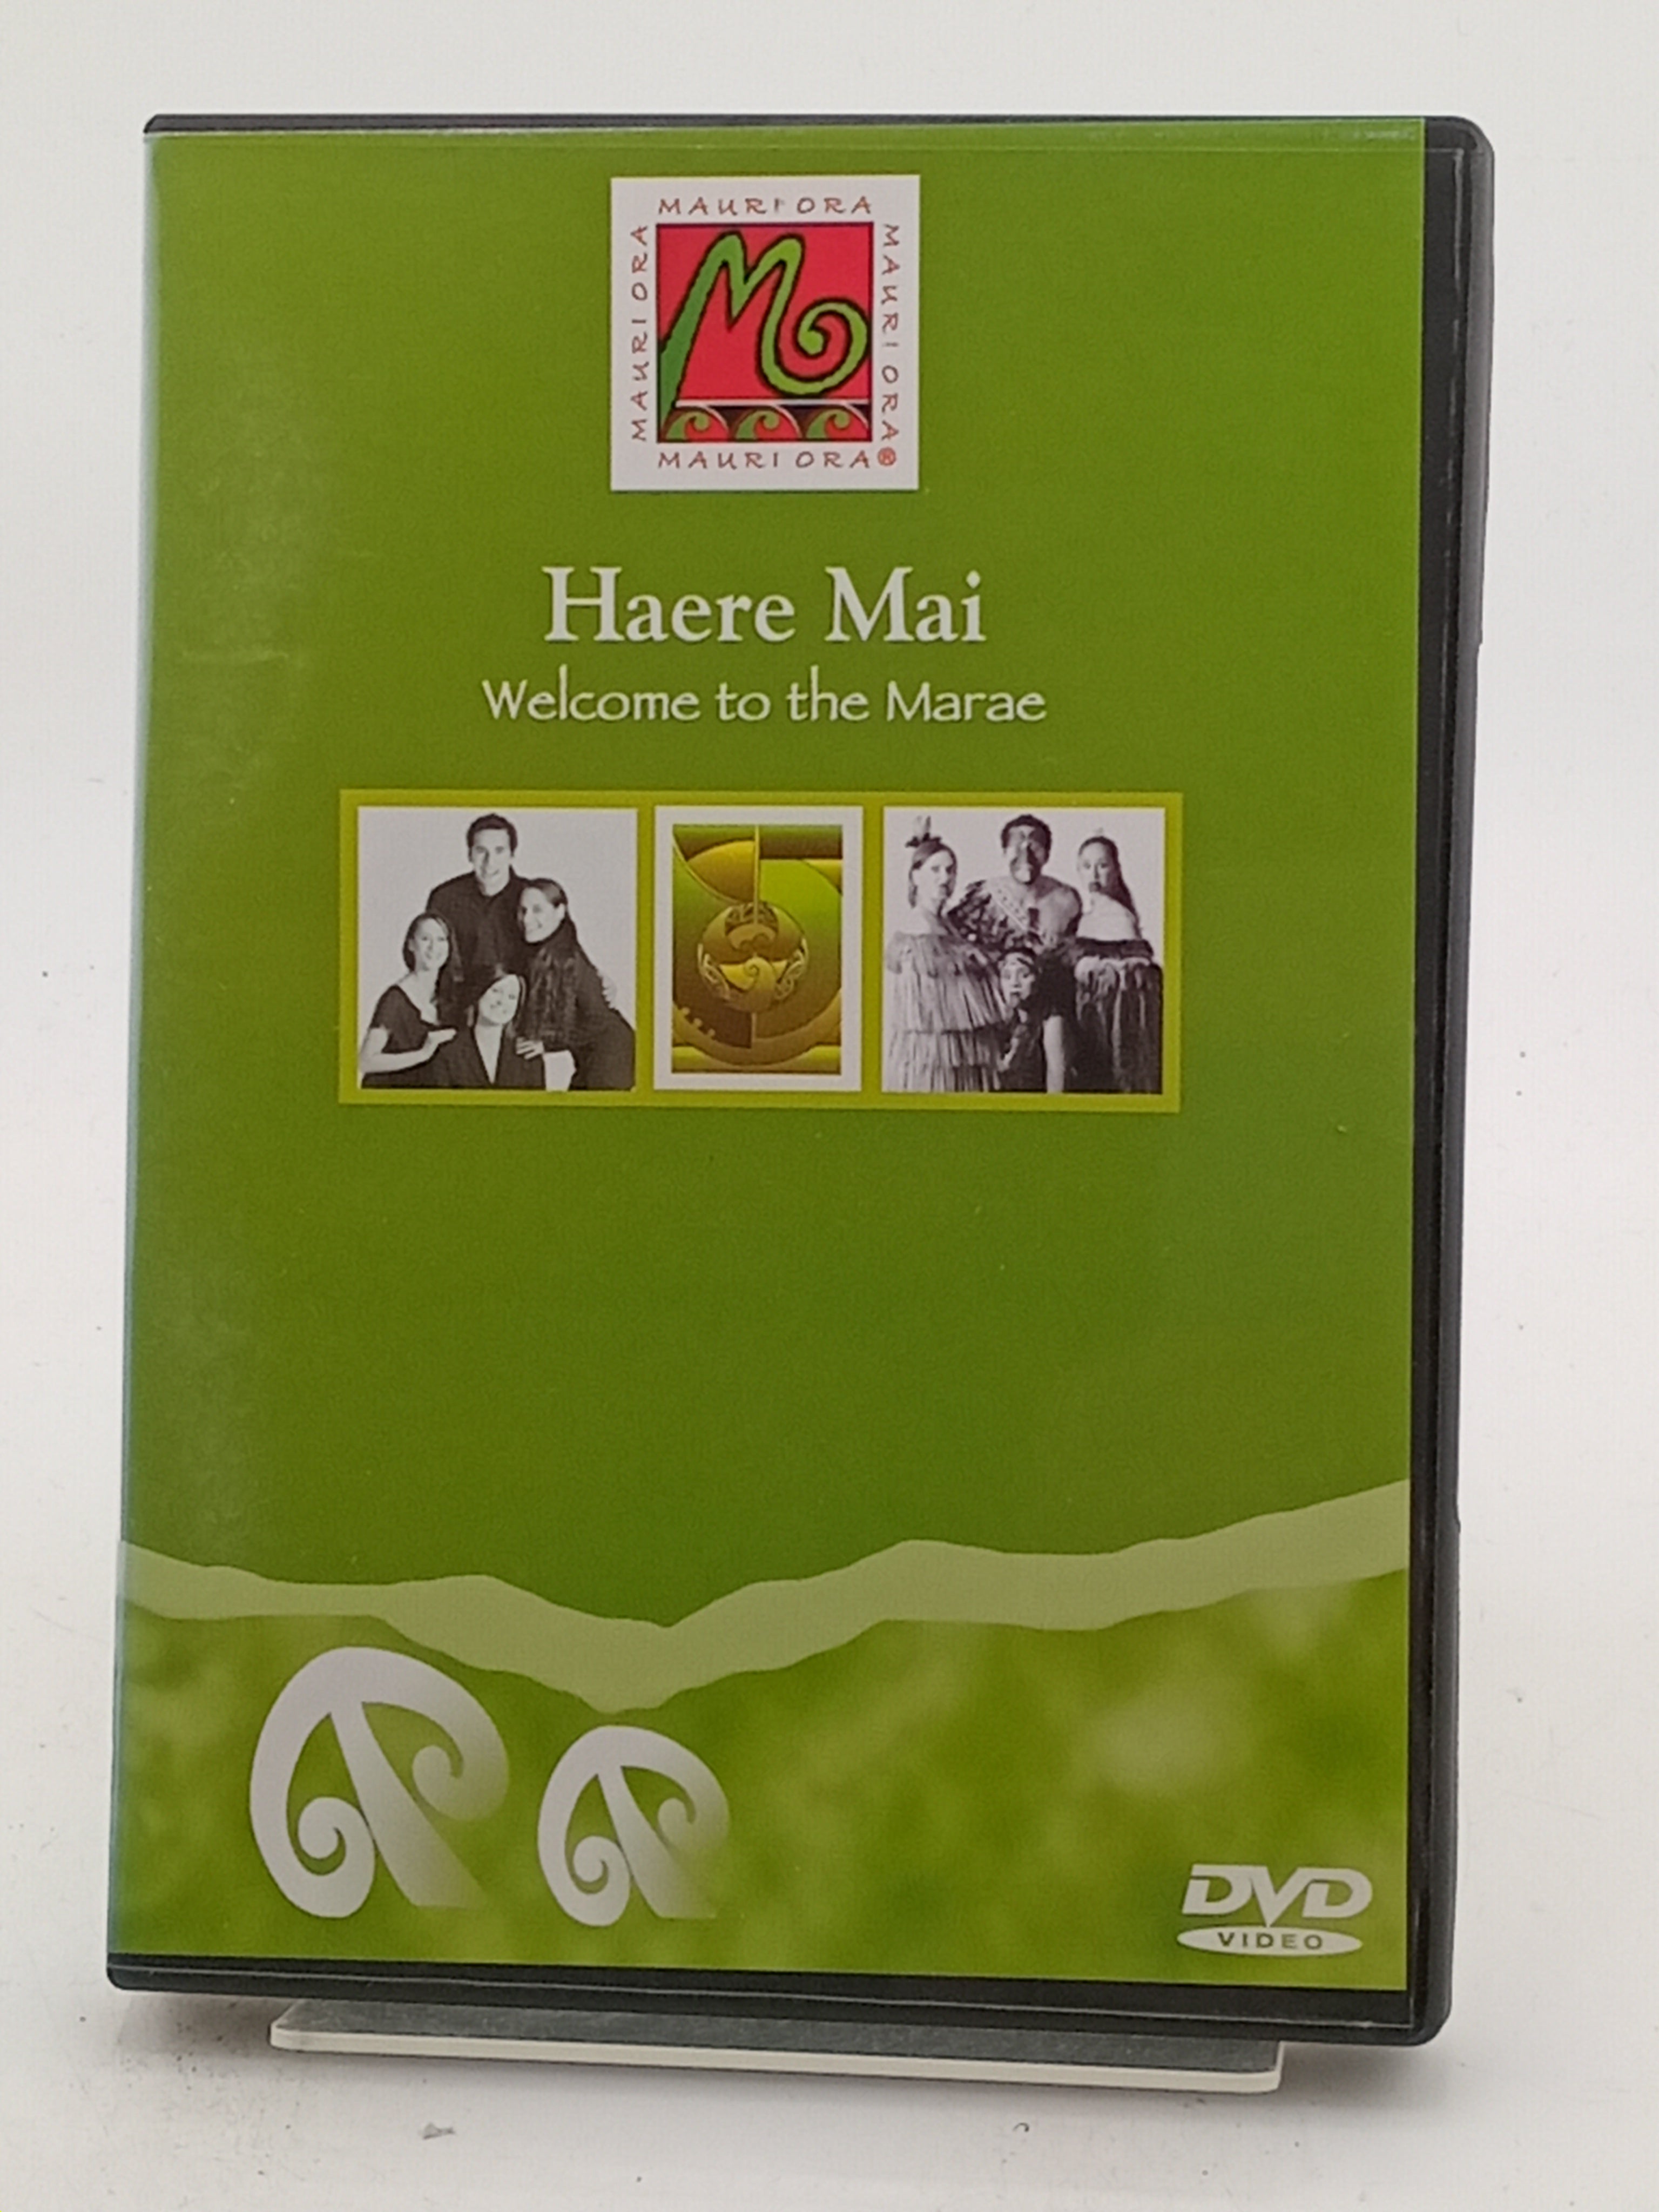 MAURI ORA
MAURI ORA
MAURI ORA
MAURI ORA®
Haere Mai
Welcome to the Marae
DVD
VIDEO